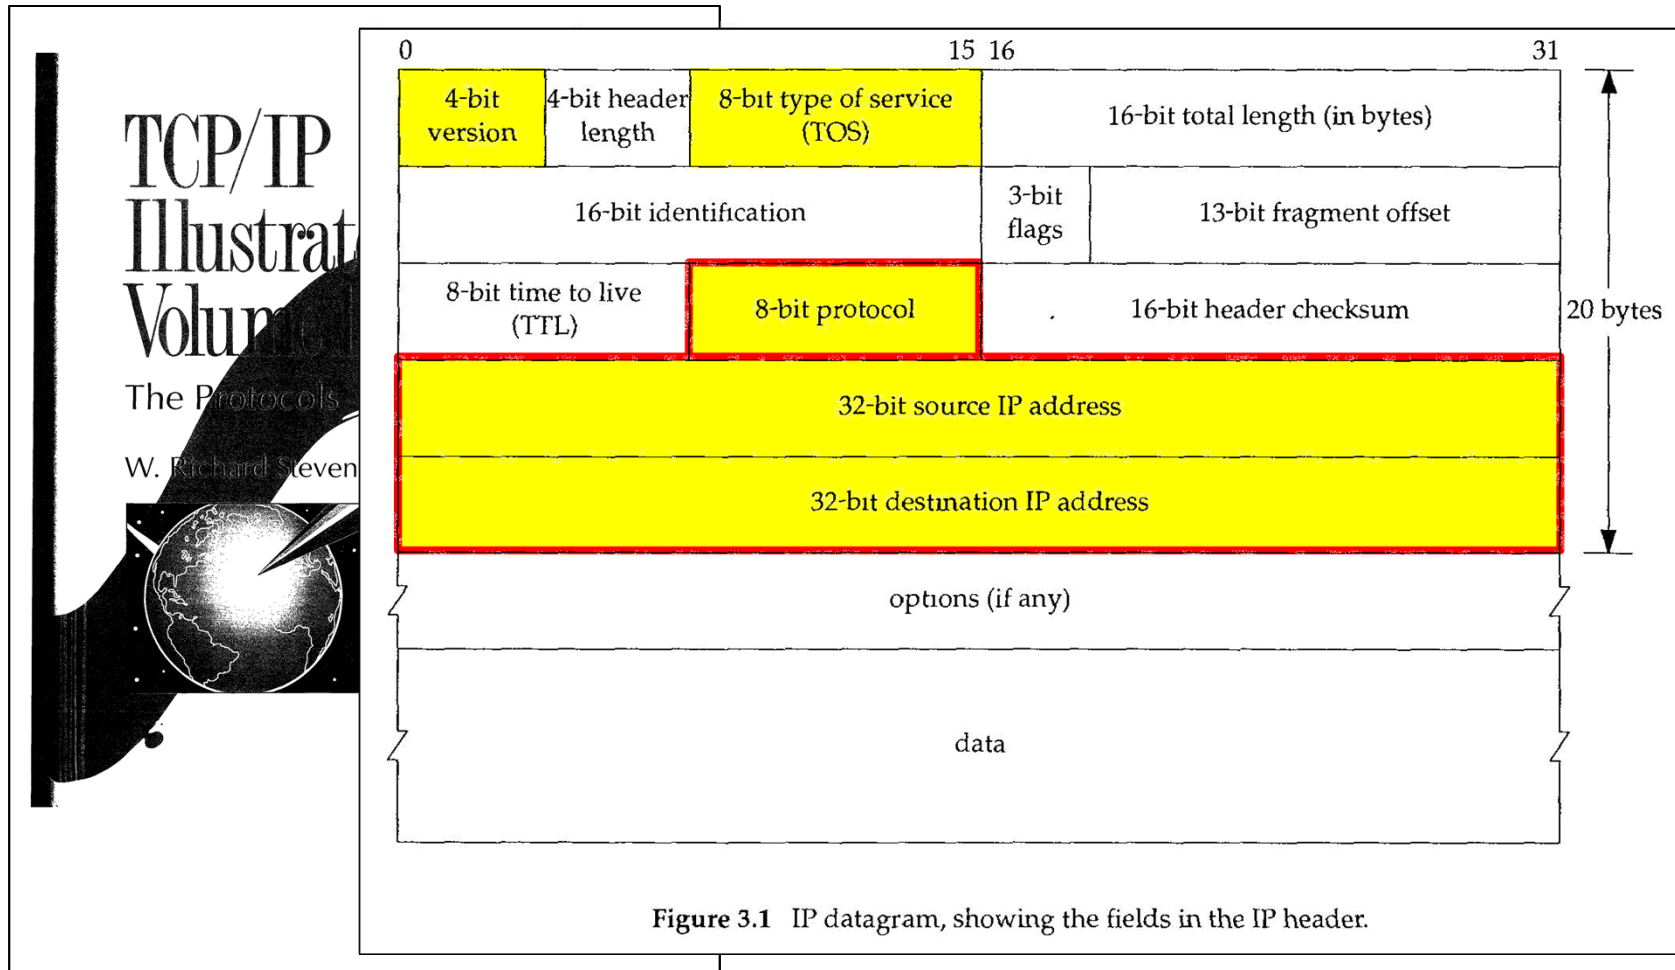 TCP/IP
Illustrat
Volume
The Protocols
W. Richard Steven
0 15 16 31
4-bit version
4-bit header length
8-bit type of service (TOS)
16-bit total length (in bytes)
16-bit identification
3-bit flags
13-bit fragment offset
8-bit time to live (TTL)
8-bit protocol
16-bit header checksum
20 bytes
32-bit source IP address
32-bit destination IP address
options (if any)
data
Figure 3.1 IP datagram, showing the fields in the IP header.